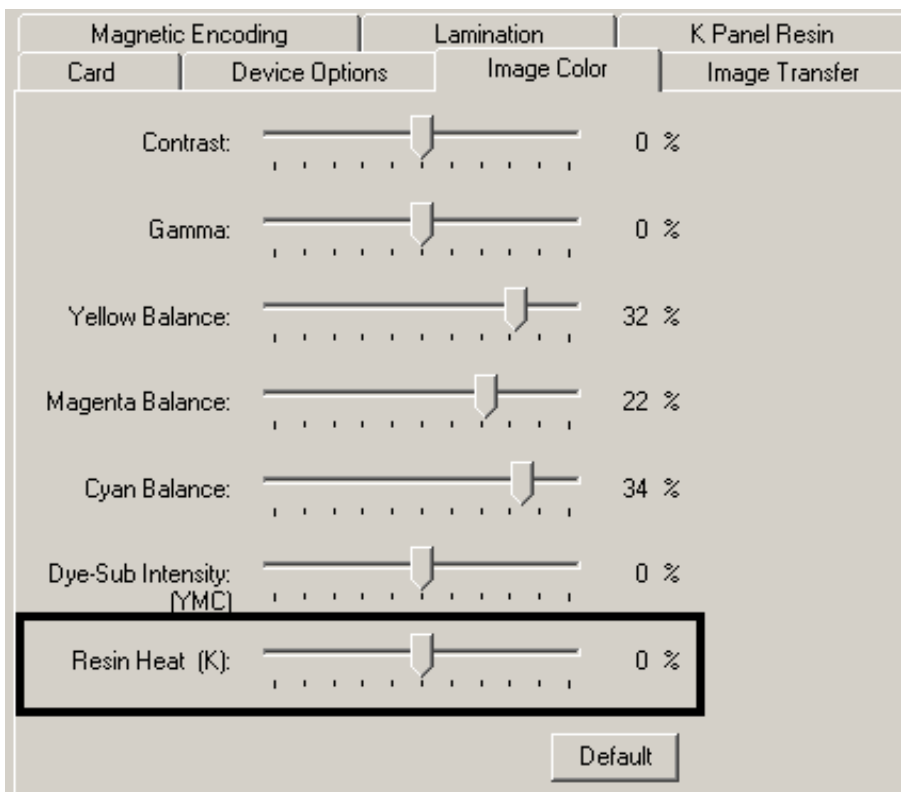 Magnetic Encoding Lamination K Panel Resin
Card Device Options Image Color Image Transfer
Contrast: 0 %
Gamma: 0 %
Yellow Balance: 32 %
Magenta Balance: 22 %
Cyan Balance: 34 %
Dye-Sub Intensity: 0 %
(YMC)
Resin Heat (K): 0 %
Default